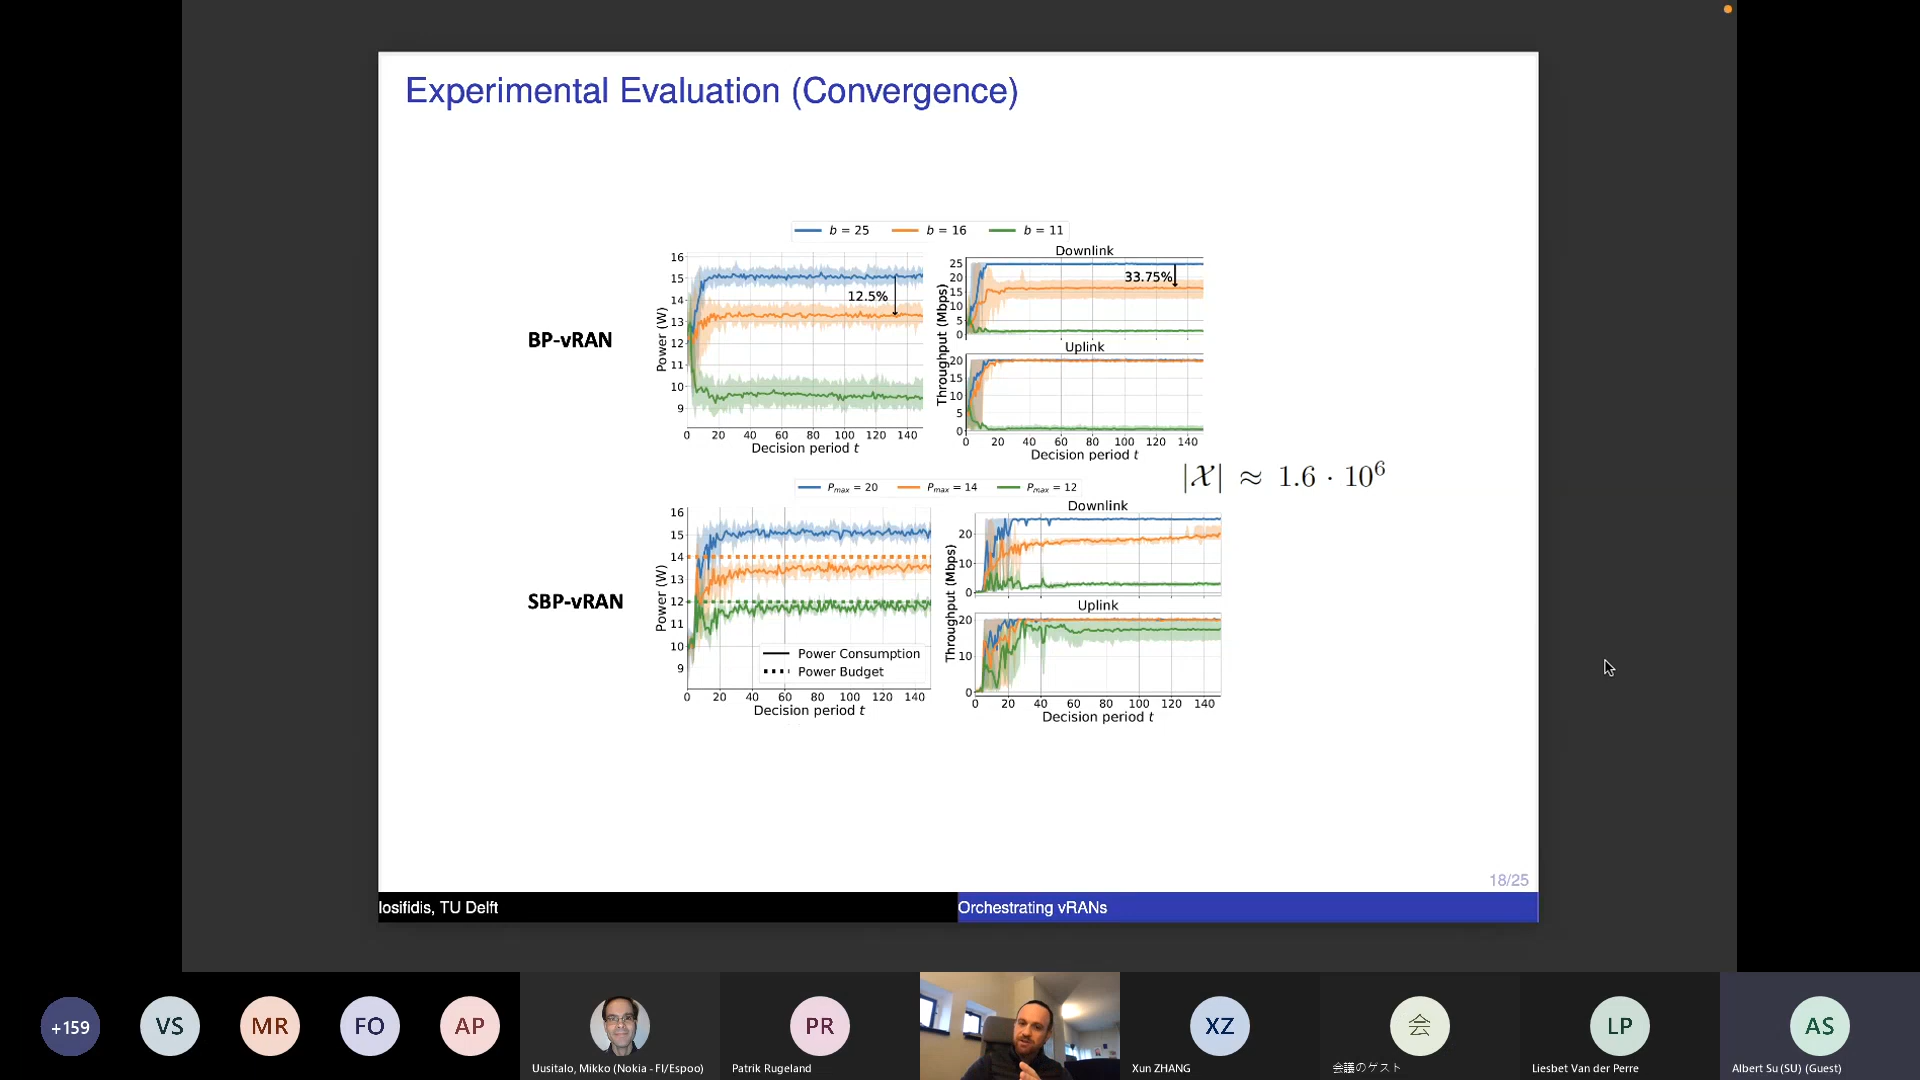 Experimental Evaluation (Convergence)
b = 25 b = 16 b = 11
BP-vRAN
16
15
14
13
12
11
10
9
Power (W)
12.5%
0 20 40 60 80 100 120 140
Decision period t
Downlink
25
20
15
10
5
0
33.75%
Throughput (Mbps)
Uplink
20
15
10
5
0
0 20 40 60 80 100 120 140
Decision period t
|𝒳| ≈ 1.6 · 10⁶
P_max = 20 P_max = 14 P_max = 12
SBP-vRAN
16
15
14
13
12
11
10
9
Power (W)
Power Consumption
Power Budget
0 20 40 60 80 100 120 140
Decision period t
Downlink
20
10
0
Throughput (Mbps)
Uplink
20
10
0
0 20 40 60 80 100 120 140
Decision period t
18/25
Iosifidis, TU Delft Orchestrating vRANs
+159 VS MR FO AP PR XZ 会 LP AS
Uusitalo, Mikko (Nokia - FI/Espoo) Patrik Rugeland Xun ZHANG 会議のゲスト Liesbet Van der Perre Albert Su (SU) (Guest)